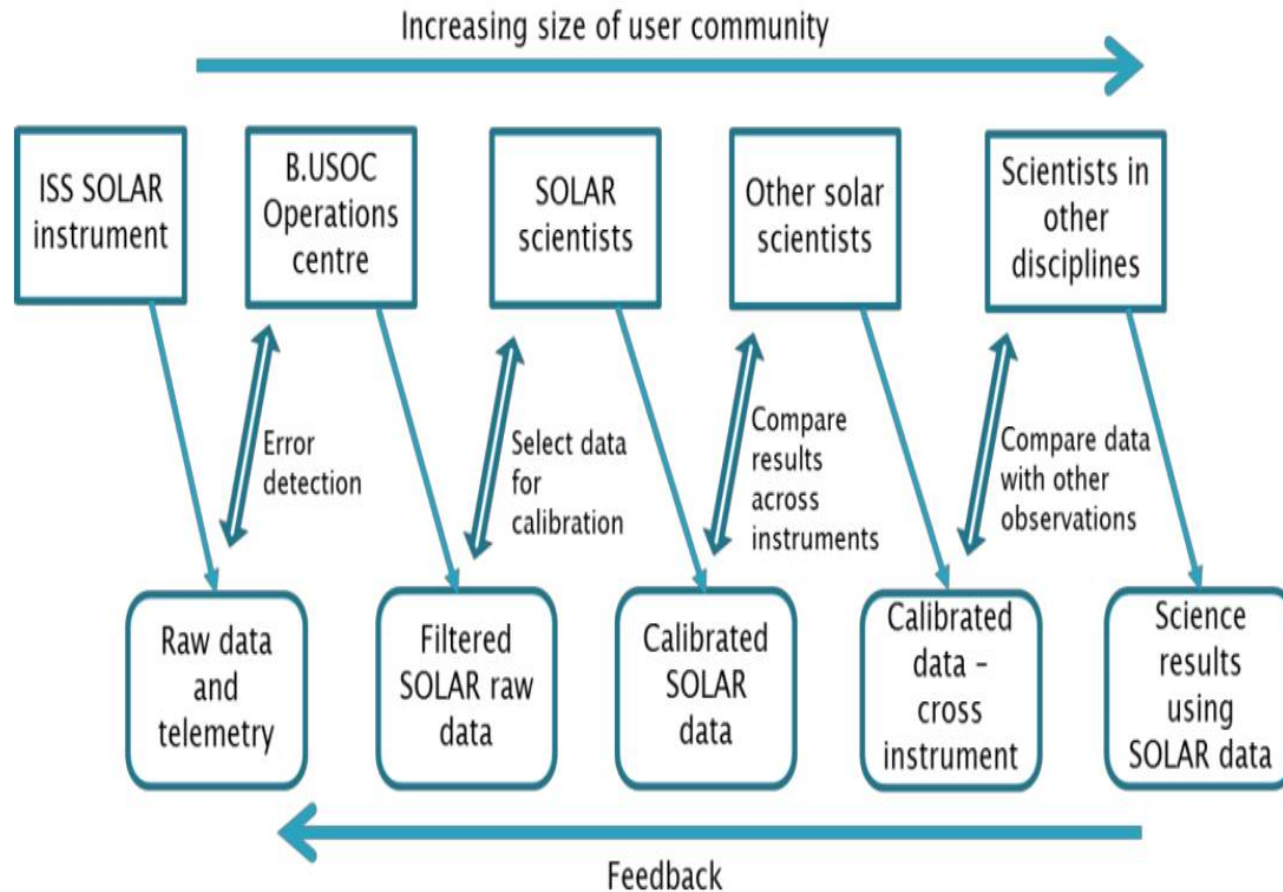 Increasing size of user community
ISS SOLAR
instrument
B.USOC
Operations
centre
SOLAR
scientists
Other solar
scientists
Scientists in
other
disciplines
Error
detection
Select data
for
calibration
Compare
results
across
instruments
Compare data
with other
observations
Raw data
and
telemetry
Filtered
SOLAR raw
data
Calibrated
SOLAR
data
Calibrated
data –
cross
instrument
Science
results
using
SOLAR data
Feedback